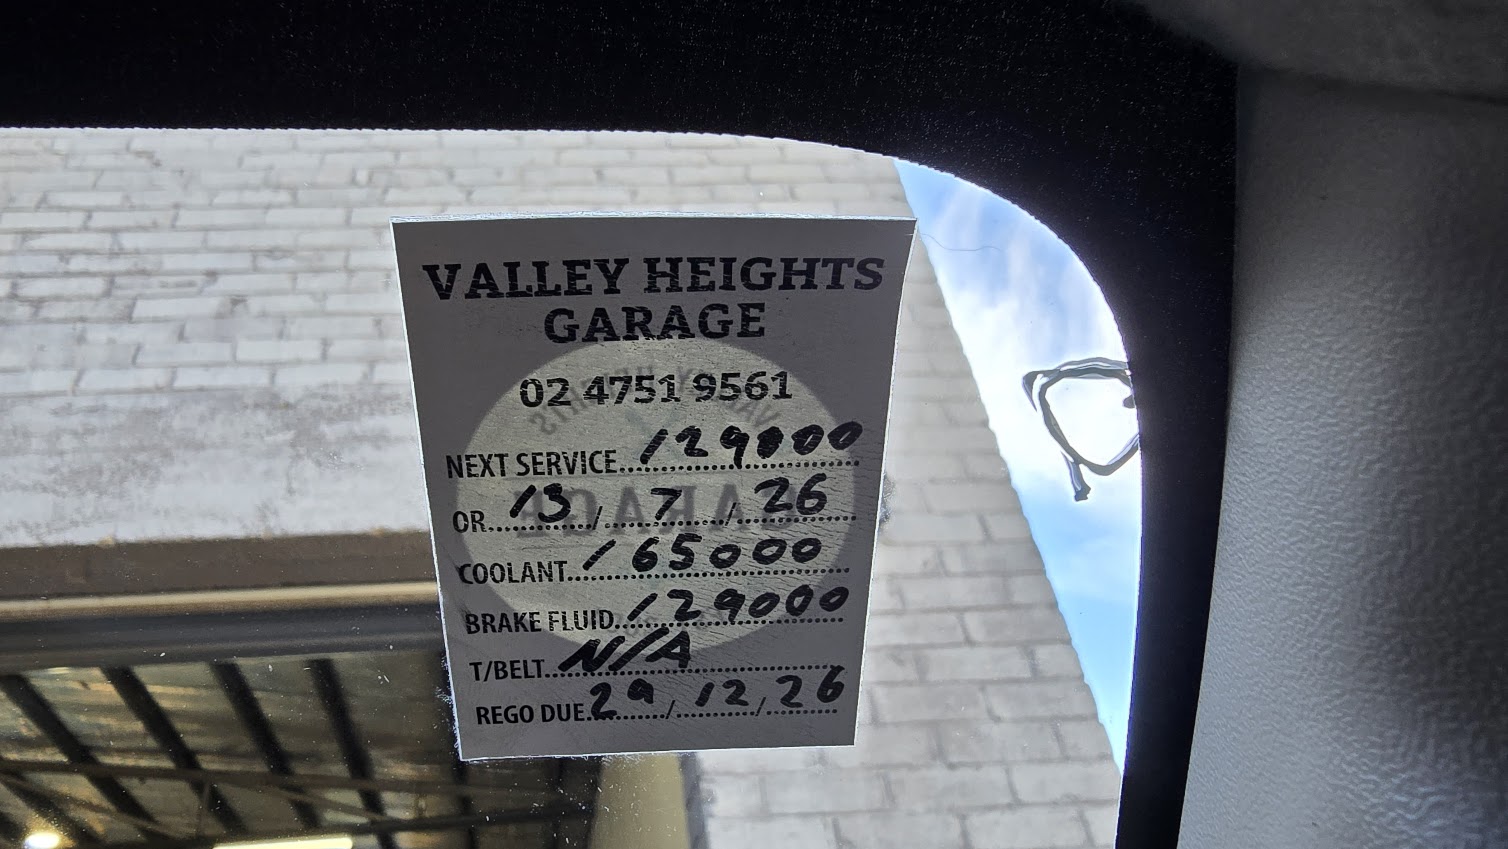 VALLEY HEIGHTS
GARAGE
02 4751 9561
NEXT SERVICE 129000
OR 13 / 7 / 26
COOLANT 165000
BRAKE FLUID 129000
T/BELT N/A
REGO DUE 29 / 12 / 26
GARAGE